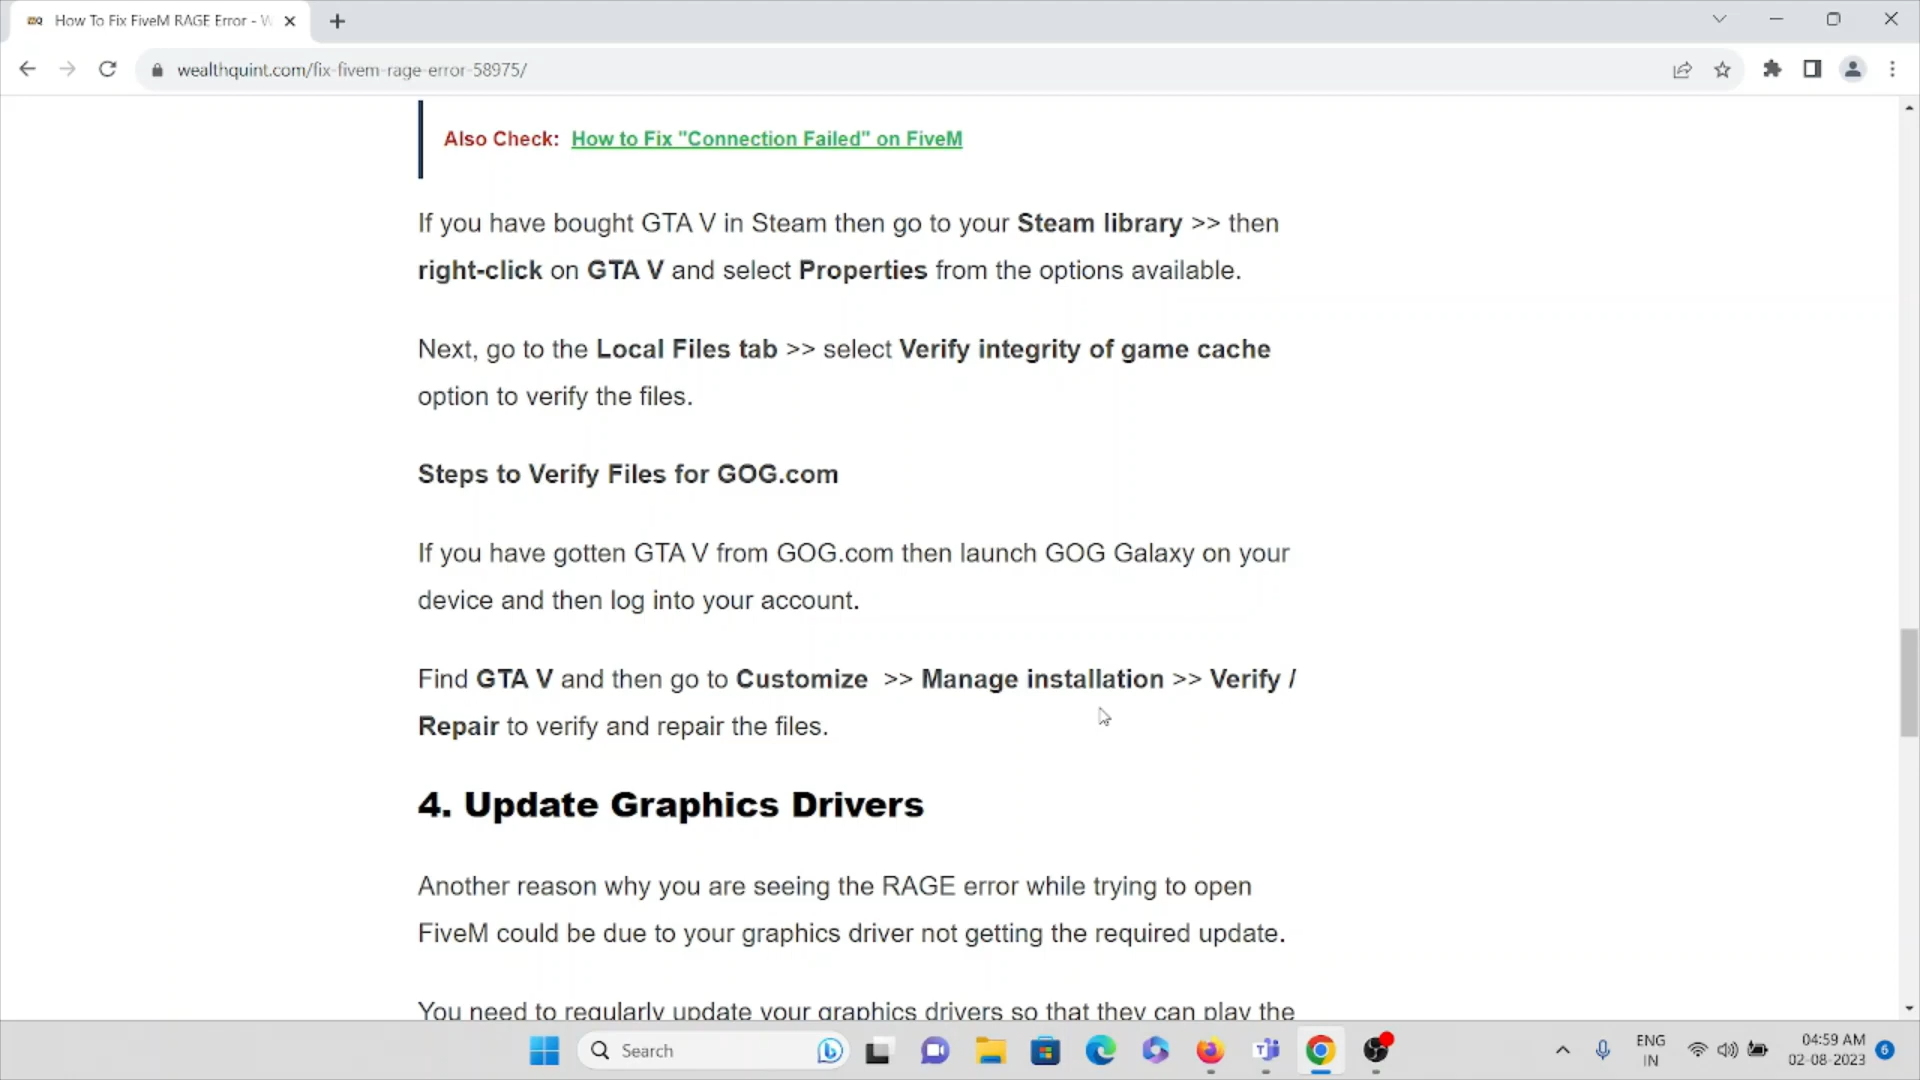 How To Fix FiveM RAGE Error - W
wealthquint.com/fix-fivem-rage-error-58975/
Also Check: How to Fix "Connection Failed" on FiveM
If you have bought GTA V in Steam then go to your Steam library >> then
right-click on GTA V and select Properties from the options available.
Next, go to the Local Files tab >> select Verify integrity of game cache
option to verify the files.
Steps to Verify Files for GOG.com
If you have gotten GTA V from GOG.com then launch GOG Galaxy on your
device and then log into your account.
Find GTA V and then go to Customize >> Manage installation >> Verify /
Repair to verify and repair the files.
4. Update Graphics Drivers
Another reason why you are seeing the RAGE error while trying to open
FiveM could be due to your graphics driver not getting the required update.
You need to regularly update your graphics drivers so that they can play the
Search
ENG
IN
04:59 AM
02-08-2023
6